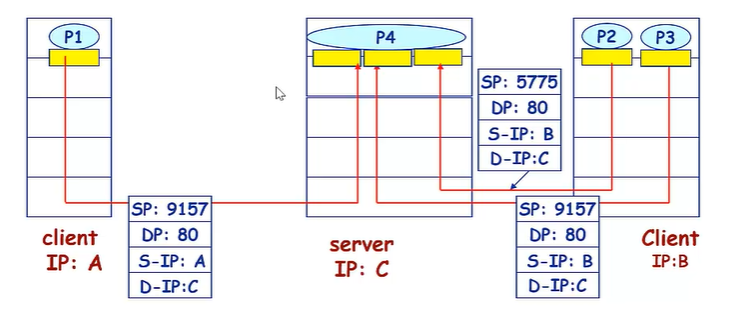 P1
P4
P2
P3
SP: 5775
DP: 80
S-IP: B
D-IP:C
SP: 9157
DP: 80
S-IP: A
D-IP:C
SP: 9157
DP: 80
S-IP: B
D-IP:C
client
IP: A
server
IP: C
Client
IP:B